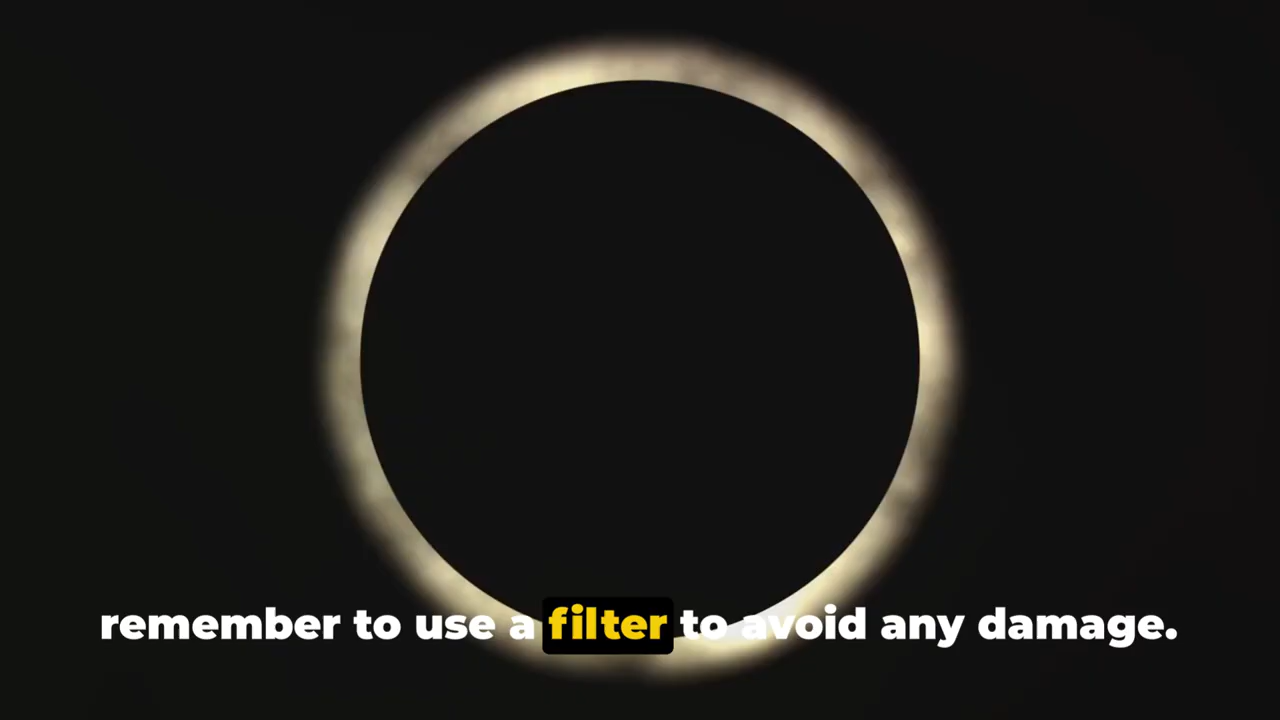 remember to use a filter to avoid any damage.